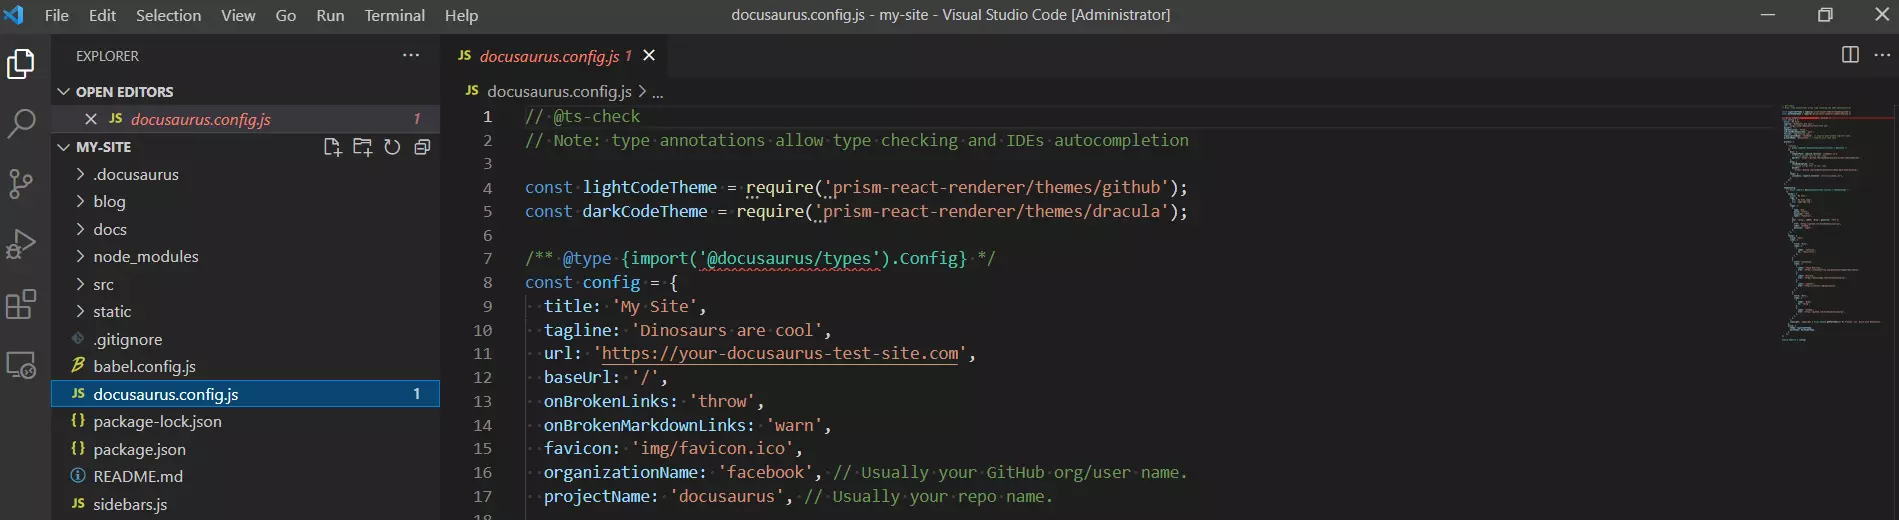 File Edit Selection View Go Run Terminal Help docusaurus.config.js - my-site - Visual Studio Code [Administrator]
EXPLORER ...
OPEN EDITORS
JS docusaurus.config.js 1
MY-SITE
.docusaurus
blog
docs
node_modules
src
static
.gitignore
babel.config.js
JS docusaurus.config.js 1
{} package-lock.json
{} package.json
README.md
JS sidebars.js
JS docusaurus.config.js 1
JS docusaurus.config.js > ...
1 // @ts-check
2 // Note: type annotations allow type checking and IDEs autocompletion
3
4 const lightCodeTheme = require('prism-react-renderer/themes/github');
5 const darkCodeTheme = require('prism-react-renderer/themes/dracula');
6
7 /** @type {import('@docusaurus/types').Config} */
8 const config = {
9 title: 'My Site',
10 tagline: 'Dinosaurs are cool',
11 url: 'https://your-docusaurus-test-site.com',
12 baseUrl: '/',
13 onBrokenLinks: 'throw',
14 onBrokenMarkdownLinks: 'warn',
15 favicon: 'img/favicon.ico',
16 organizationName: 'facebook', // Usually your GitHub org/user name.
17 projectName: 'docusaurus', // Usually your repo name.
18